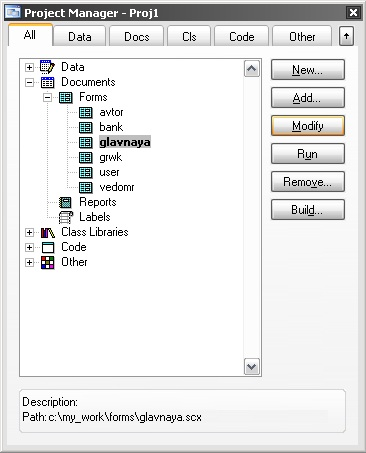 Project Manager - Proj1
All Data Docs Cls Code Other
Data
Documents
Forms
avtor
bank
glavnaya
grwk
user
vedomr
Reports
Labels
Class Libraries
Code
Other
New...
Add...
Modify
Run
Remove...
Build...
Description:
Path: c:\my_work\forms\glavnaya.scx